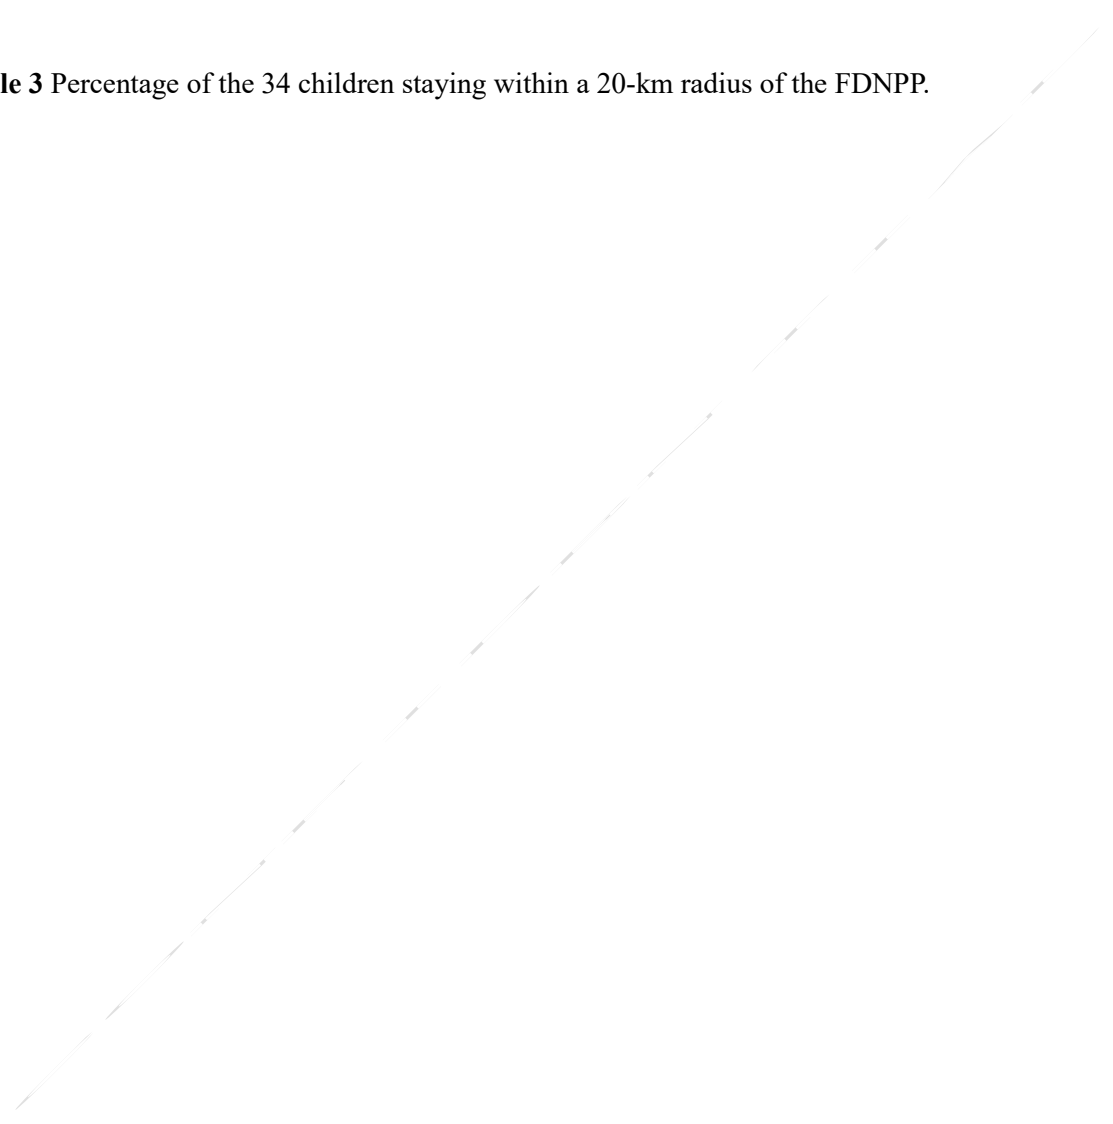 le 3 Percentage of the 34 children staying within a 20-km radius of the FDNPP.